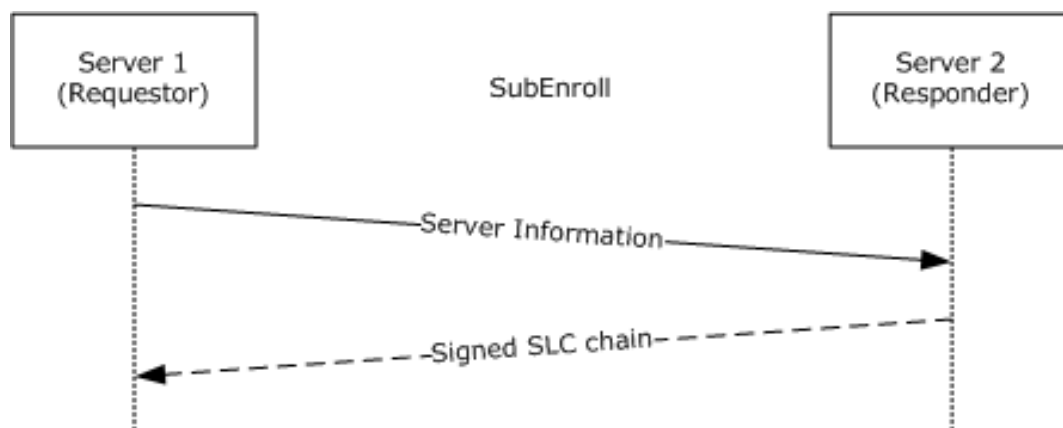 Server 1
(Requestor)
SubEnroll
Server 2
(Responder)
Server Information
Signed SLC chain